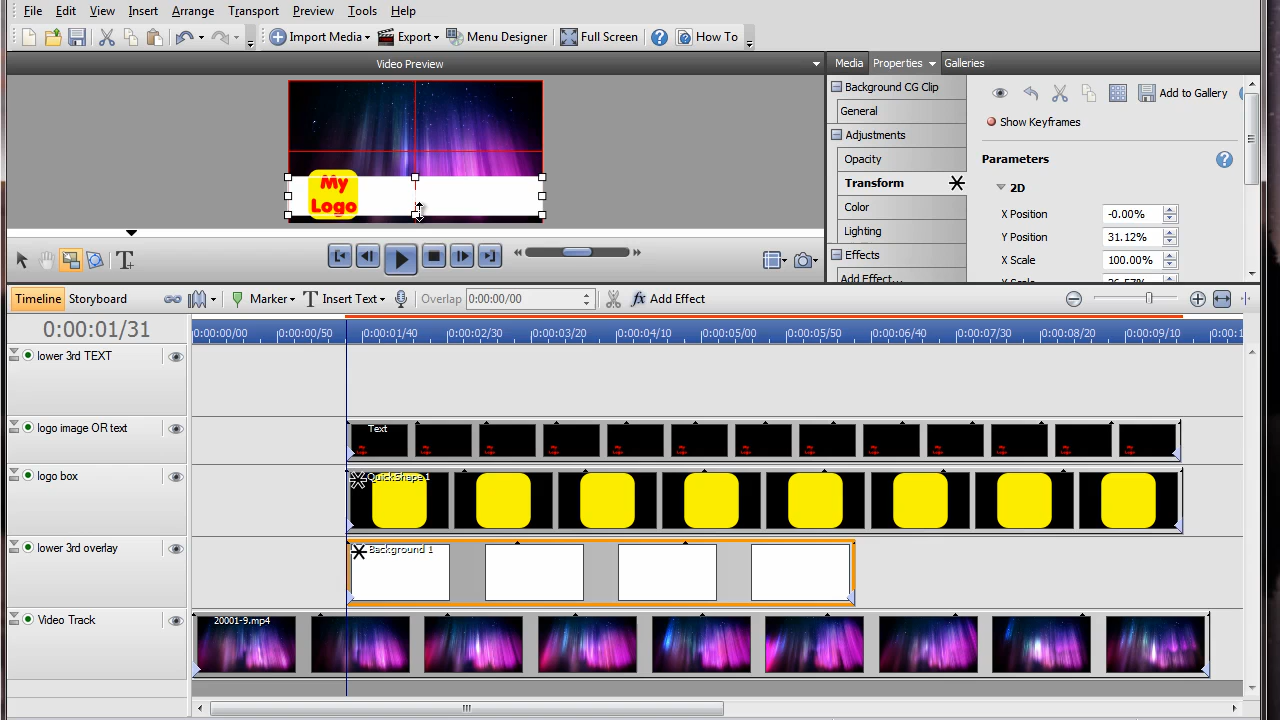 File Edit View Insert Arrange Transport Preview Tools Help
Import Media Export Menu Designer Full Screen How To
Video Preview
Media Properties Galleries
My
Logo
Background CG Clip
General
Adjustments
Opacity
Transform
Color
Lighting
Effects
Add Effect...
Add to Gallery
Show Keyframes
Parameters
2D
X Position -0.00%
Y Position 31.12%
X Scale 100.00%
Timeline Storyboard Marker Insert Text Overlap 0:00:00/00 Add Effect
0:00:01/31
0:00:00/00 0:00:00/50 0:00:01/40 0:00:02/30 0:00:03/20 0:00:04/10 0:00:05/00 0:00:05/50 0:00:06/40 0:00:07/30 0:00:08/20 0:00:09/10
lower 3rd TEXT
logo image OR text
Text
logo box
QuickShape 1
lower 3rd overlay
Background 1
Video Track
20001-9.mp4